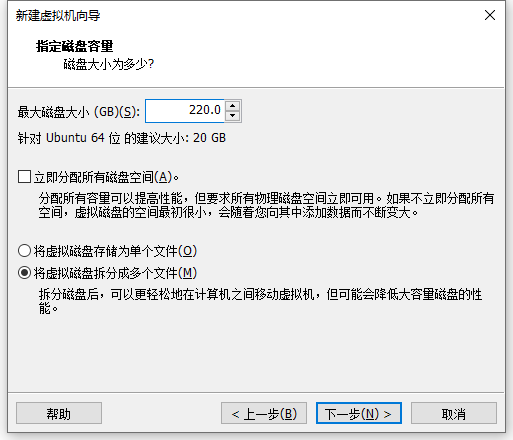 新建虚拟机向导
指定磁盘容量
磁盘大小为多少?
最大磁盘大小 (GB)(S): 220.0
针对 Ubuntu 64 位 的建议大小: 20 GB
立即分配所有磁盘空间(A)。
分配所有容量可以提高性能，但要求所有物理磁盘空间立即可用。如果不立即分配所有
空间，虚拟磁盘的空间最初很小，会随着您向其中添加数据而不断变大。
将虚拟磁盘存储为单个文件(O)
将虚拟磁盘拆分成多个文件(M)
拆分磁盘后，可以更轻松地在计算机之间移动虚拟机，但可能会降低大容量磁盘的性
能。
帮助 < 上一步(B) 下一步(N) > 取消